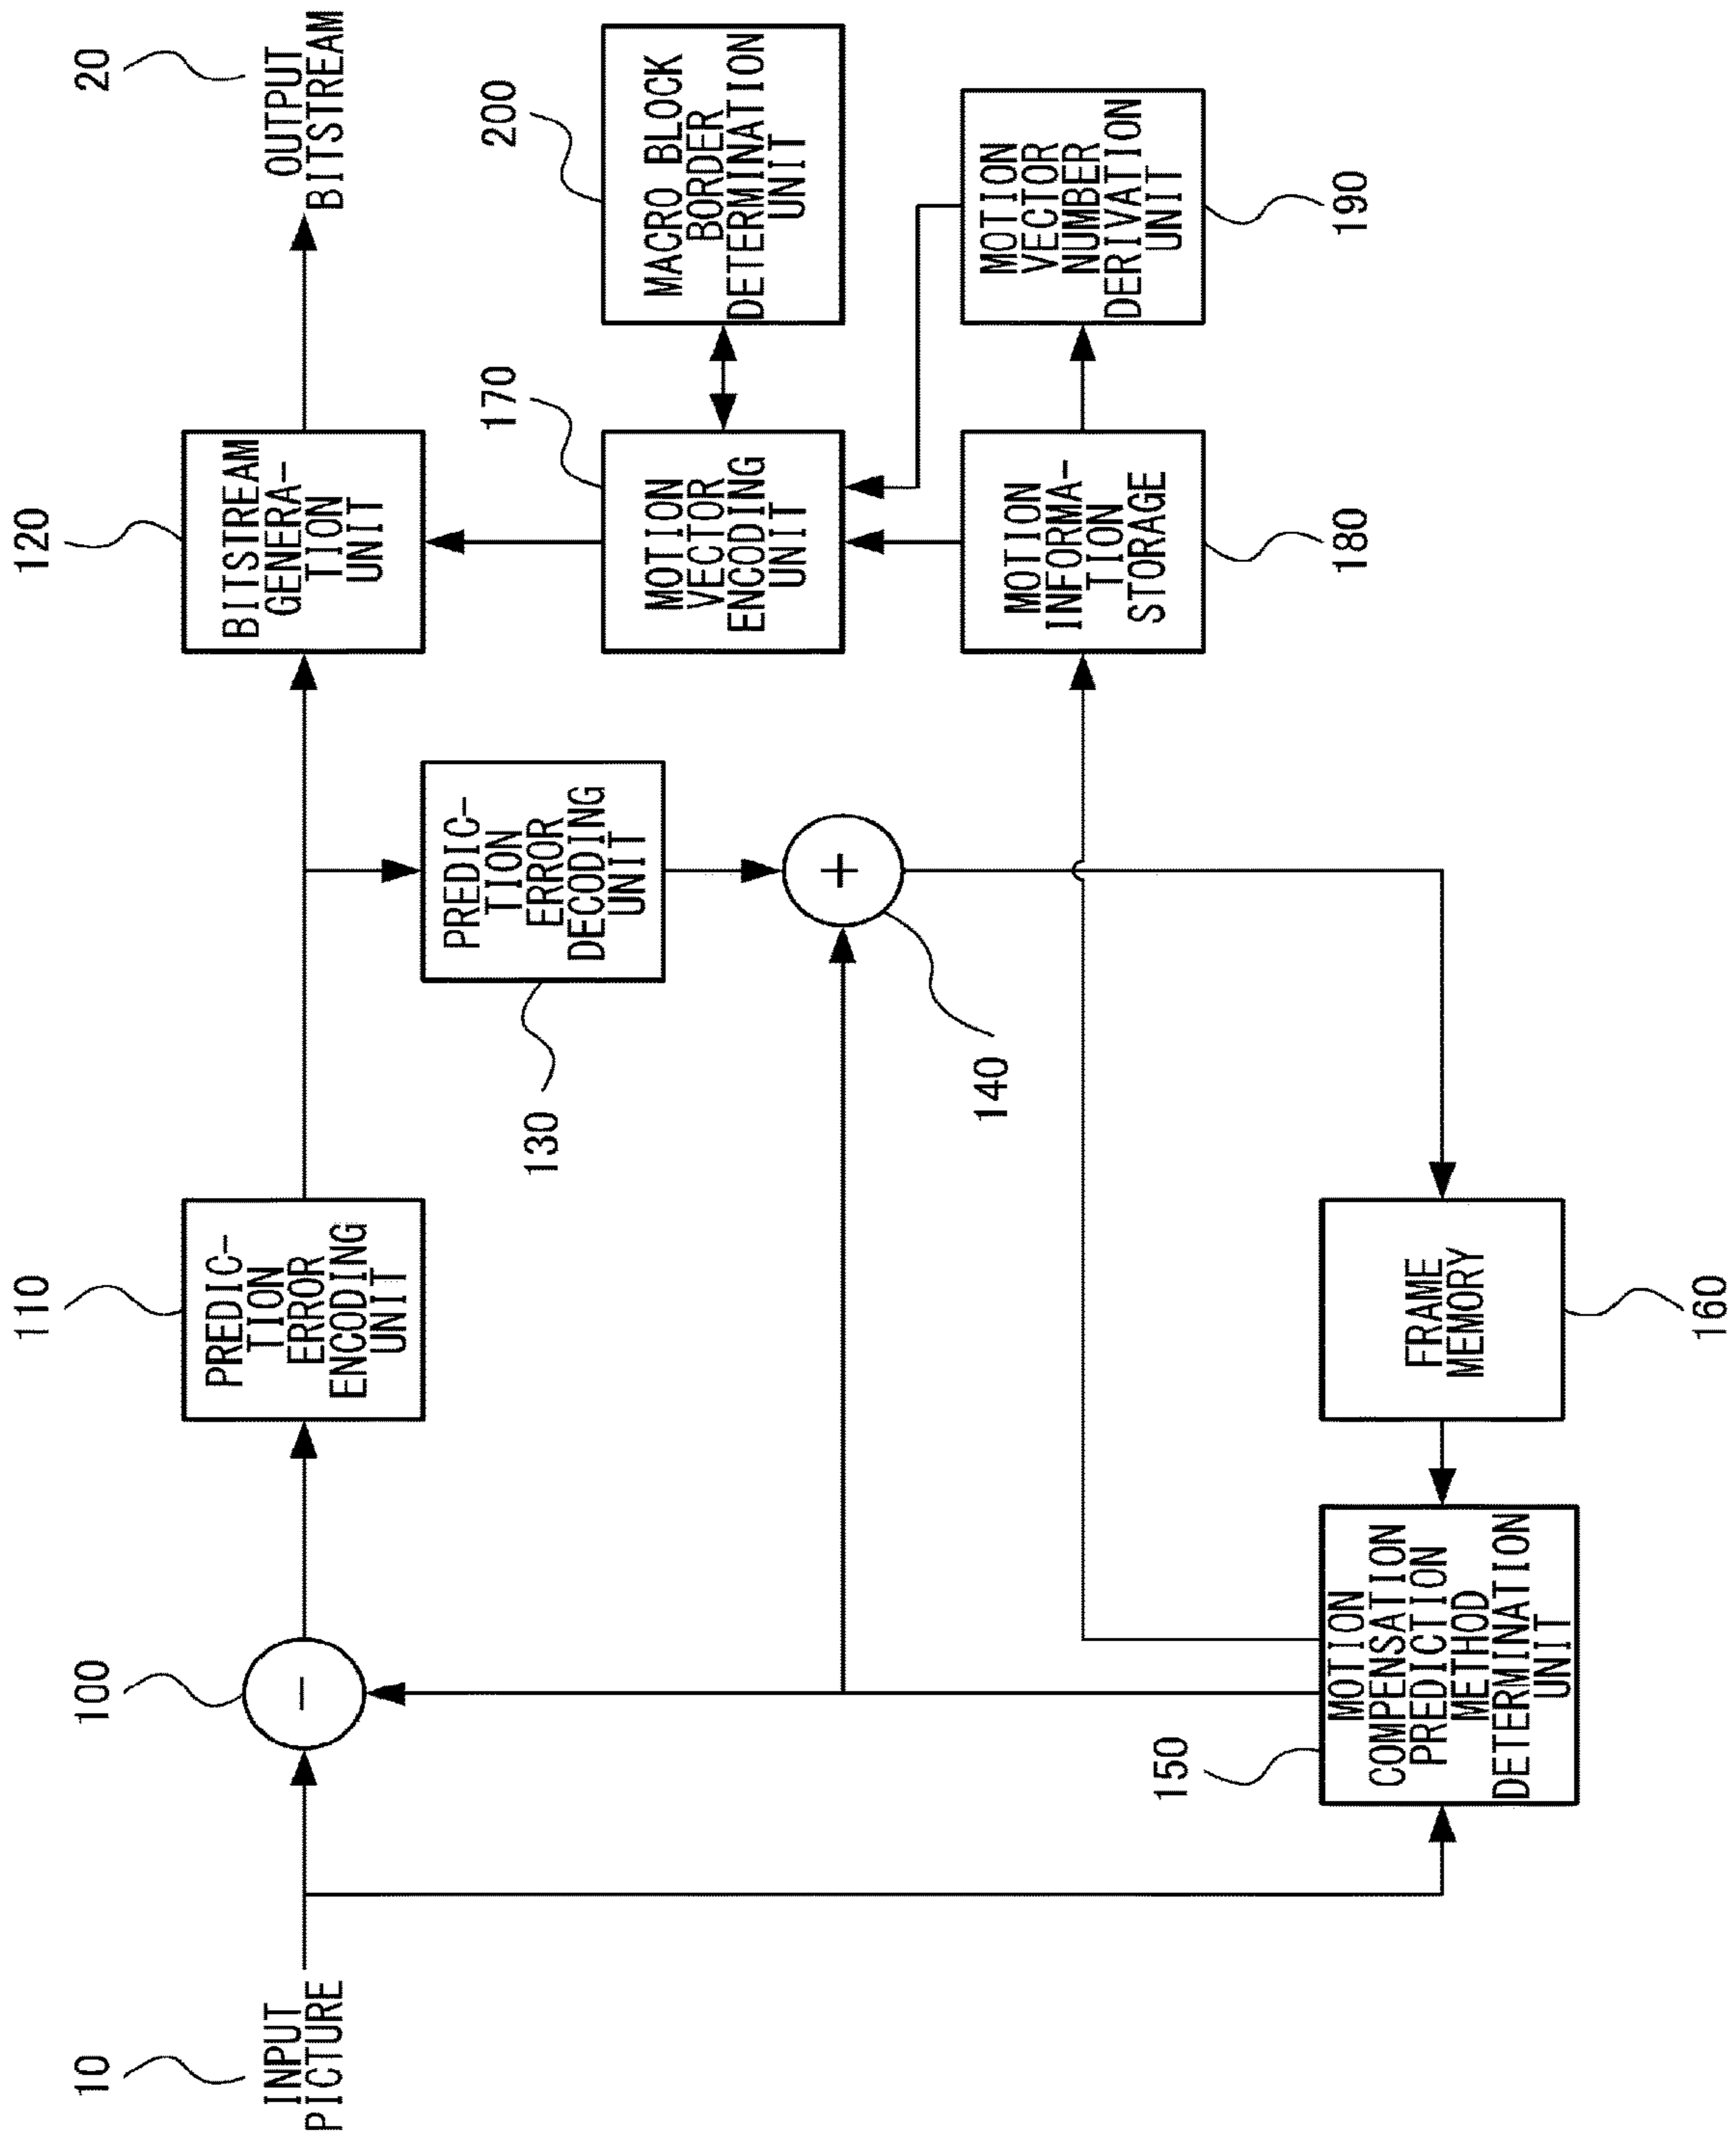 10
INPUT
PICTURE
100
−
110
PREDIC-
TION
ERROR
ENCODING
UNIT
120
BITSTREAM
GENERA-
TION
UNIT
20
OUTPUT
BITSTREAM
130
PREDIC-
TION
ERROR
DECODING
UNIT
140
+
170
MOTION
VECTOR
ENCODING
UNIT
200
MACRO BLOCK
BORDER
DETERMINATION
UNIT
150
MOTION
COMPENSATION
PREDICTION
METHOD
DETERMINATION
UNIT
FRAME
MEMORY
160
MOTION
INFORMA-
TION
STORAGE
180
MOTION
VECTOR
NUMBER
DERIVATION
UNIT
190